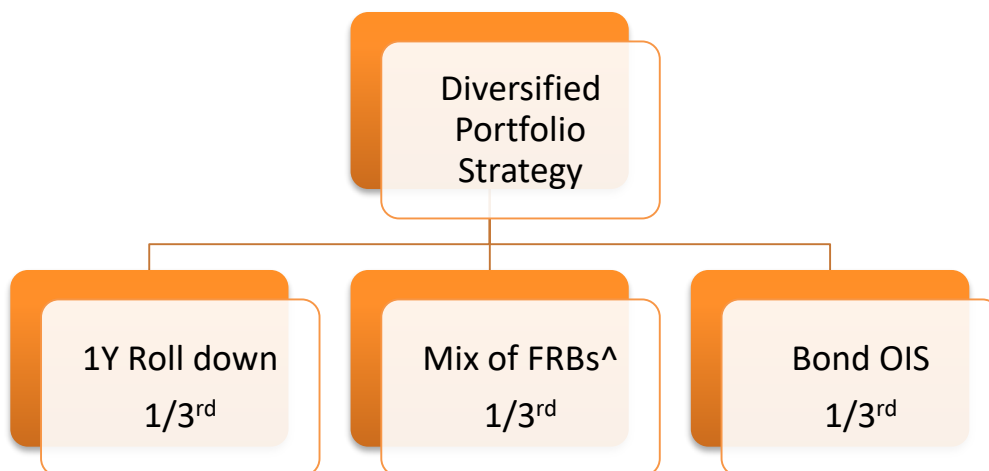 Diversified
Portfolio
Strategy
1Y Roll down
1/3rd
Mix of FRBs^
1/3rd
Bond OIS
1/3rd